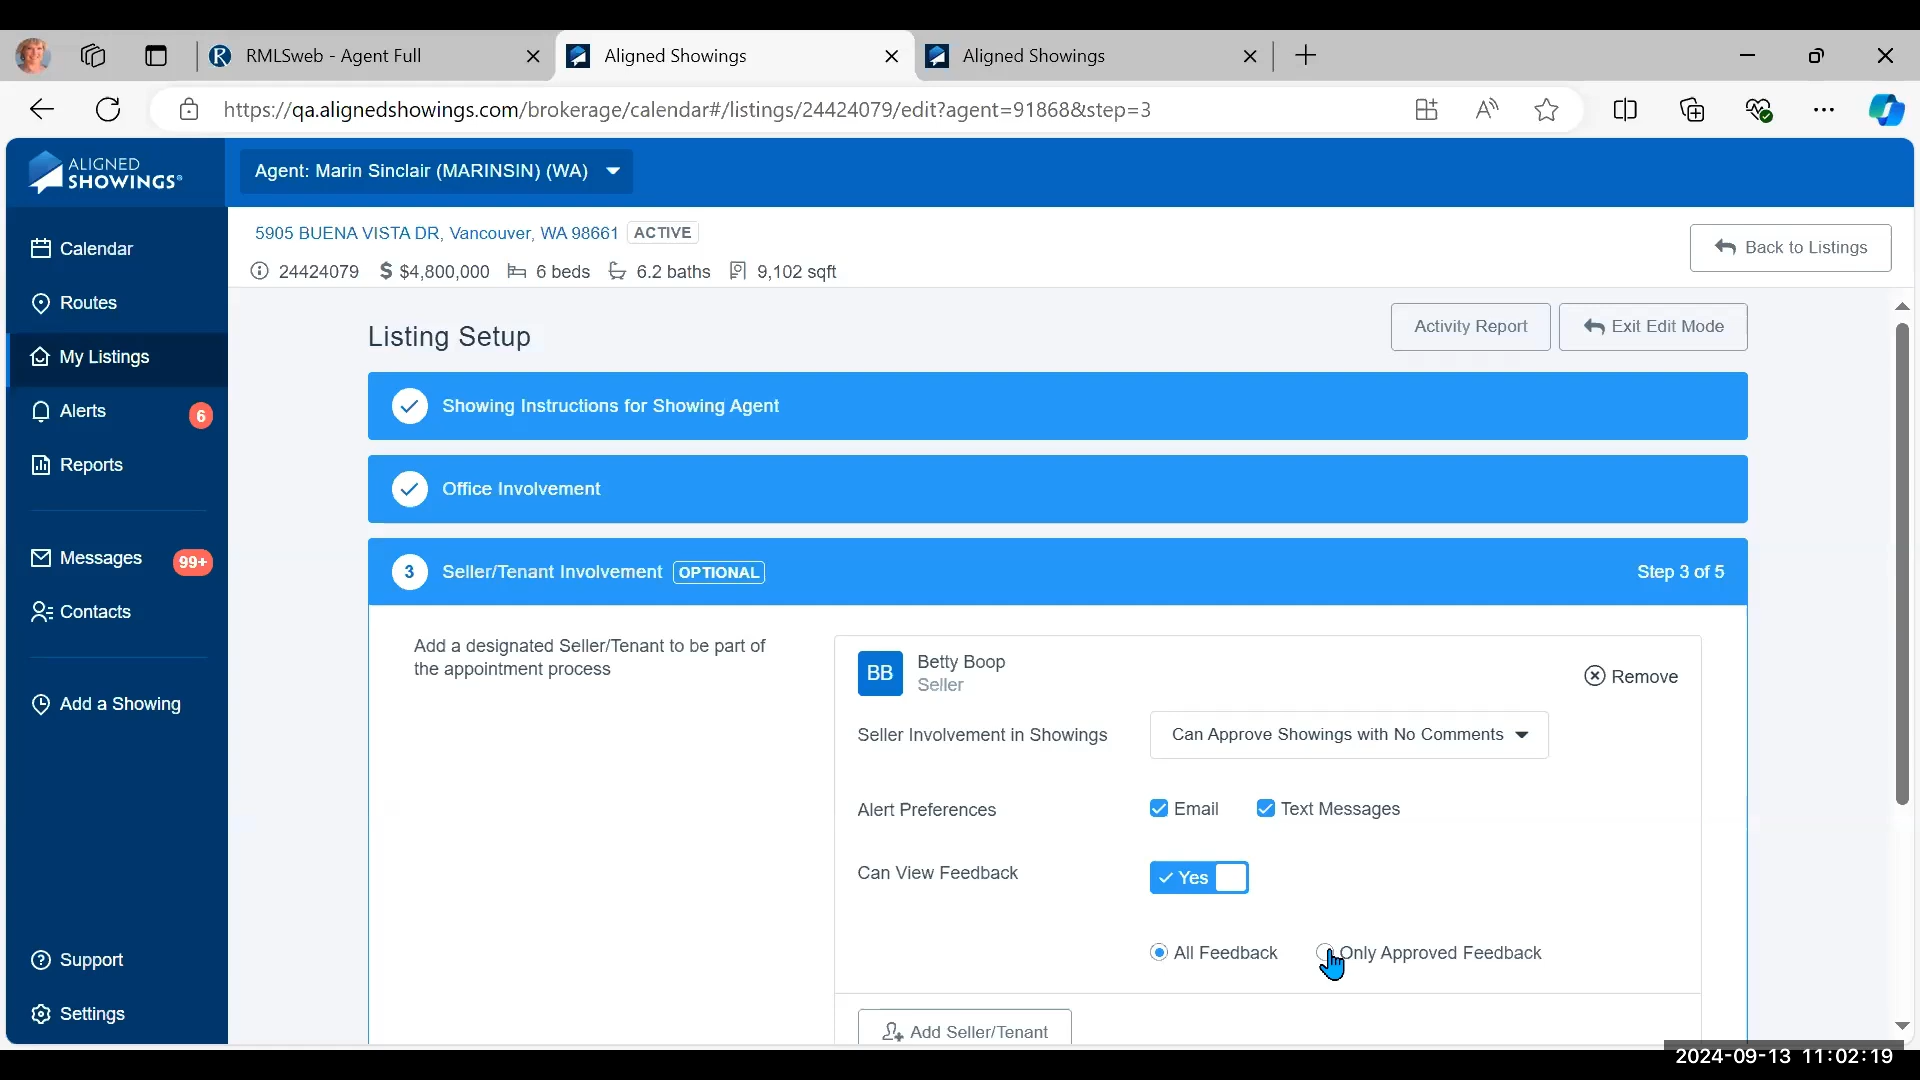 RMLSweb - Agent Full
Aligned Showings
Aligned Showings
https://qa.alignedshowings.com/brokerage/calendar#/listings/24424079/edit?agent=91868&step=3
ALIGNED
SHOWINGS®
Agent: Marin Sinclair (MARINSIN) (WA)
5905 BUENA VISTA DR, Vancouver, WA 98661 ACTIVE
24424079 $ $4,800,000 6 beds 6.2 baths 9,102 sqft
Back to Listings
Calendar
Routes
My Listings
Alerts 6
Reports
Messages 99+
Contacts
Add a Showing
Support
Settings
Listing Setup
Activity Report
Exit Edit Mode
Showing Instructions for Showing Agent
Office Involvement
3 Seller/Tenant Involvement OPTIONAL Step 3 of 5
Add a designated Seller/Tenant to be part of
the appointment process
BB
Betty Boop
Seller
Remove
Seller Involvement in Showings Can Approve Showings with No Comments
Alert Preferences Email Text Messages
Can View Feedback Yes
All Feedback Only Approved Feedback
Add Seller/Tenant
2024-09-13 11:02:19